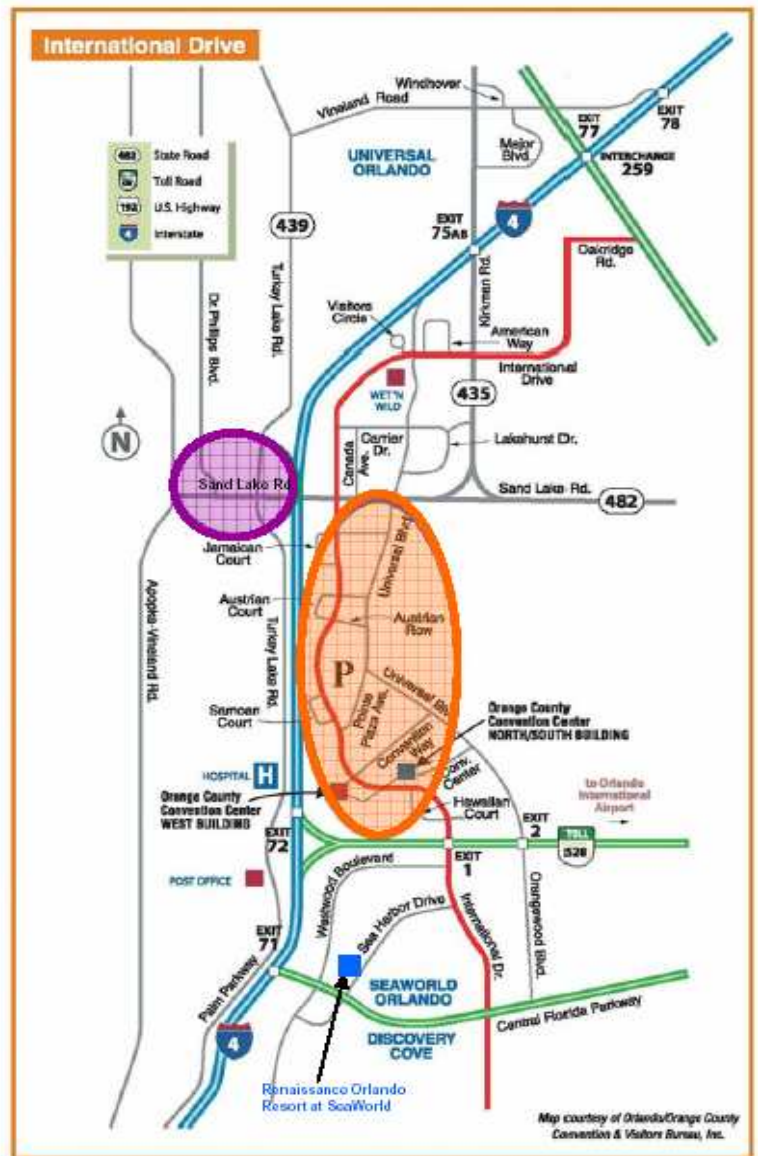 International Drive
Windhover
Vineland Road
EXIT
78
EXIT
77
Major
Blvd.
INTERCHANGE
259
UNIVERSAL
ORLANDO
482 State Road
Toll Road
192 U.S. Highway
4 Interstate
439
EXIT
75AB
4
Oakridge
Rd.
Turkey Lake Rd.
Dr. Phillips Blvd.
Kirkman Rd.
Visitors
Circle
American
Way
International
Drive
WET'N
WILD
435
N
Canada
Ave.
Carrier
Dr.
Lakehurst Dr.
Sand Lake Rd
Sand Lake Rd.
482
Jamaican
Court
Universal Blvd.
Austrian
Court
Austrian
Row
Apopka-Vineland Rd.
Turkey Lake Rd.
P
Universal Blv
Pointe
Plaza Ave.
Samoan
Court
Orange County
Convention Center
NORTH/SOUTH BUILDING
Convention
Way
Conv.
Center
HOSPITAL H
Orange County
Convention Center
WEST BUILDING
Hawaiian
Court
to Orlando
International
Airport
EXIT
72
EXIT
2
TOLL
528
EXIT
1
POST OFFICE
Westwood Boulevard
Sea Harbor Drive
International Dr.
Orangewood Blvd.
EXIT
71
Palm Parkway
SEAWORLD
ORLANDO
Central Florida Parkway
DISCOVERY
COVE
4
Renaissance Orlando
Resort at SeaWorld
Map courtesy of Orlando/Orange County
Convention & Visitors Bureau, Inc.